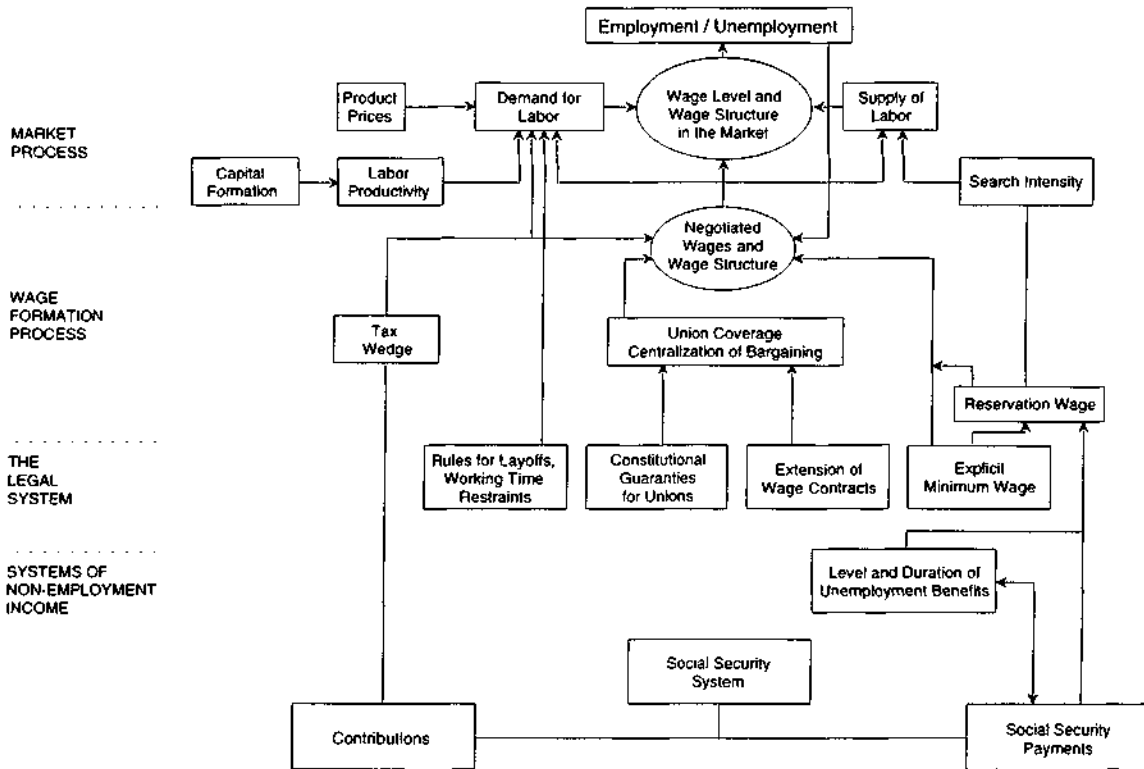 Employment / Unemployment
Product
Prices
Demand for
Labor
Wage Level and
Wage Structure
in the Market
Supply of
Labor
MARKET
PROCESS
Capital
Formation
Labor
Productivity
Search Intensity
Negotiated
Wages and
Wage Structure
WAGE
FORMATION
PROCESS
Tax
Wedge
Union Coverage
Centralization of Bargaining
Reservation Wage
THE
LEGAL
SYSTEM
Rules for Layoffs,
Working Time
Restraints
Constitutional
Guaranties
for Unions
Extension of
Wage Contracts
Explicit
Minimum Wage
SYSTEMS OF
NON-EMPLOYMENT
INCOME
Level and Duration of
Unemployment Benefits
Social Security
System
Contributions
Social Security
Payments